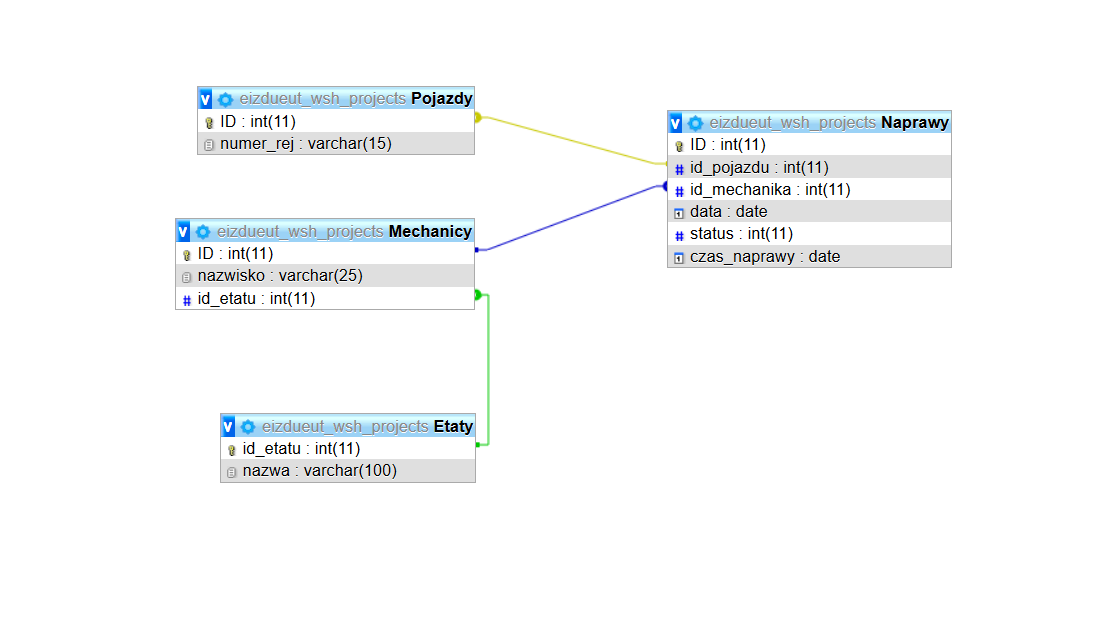 v eizdueut_wsh_projects Pojazdy
ID : int(11)
numer_rej : varchar(15)
v eizdueut_wsh_projects Naprawy
ID : int(11)
# id_pojazdu : int(11)
# id_mechanika : int(11)
data : date
# status : int(11)
czas_naprawy : date
v eizdueut_wsh_projects Mechanicy
ID : int(11)
nazwisko : varchar(25)
# id_etatu : int(11)
v eizdueut_wsh_projects Etaty
id_etatu : int(11)
nazwa : varchar(100)